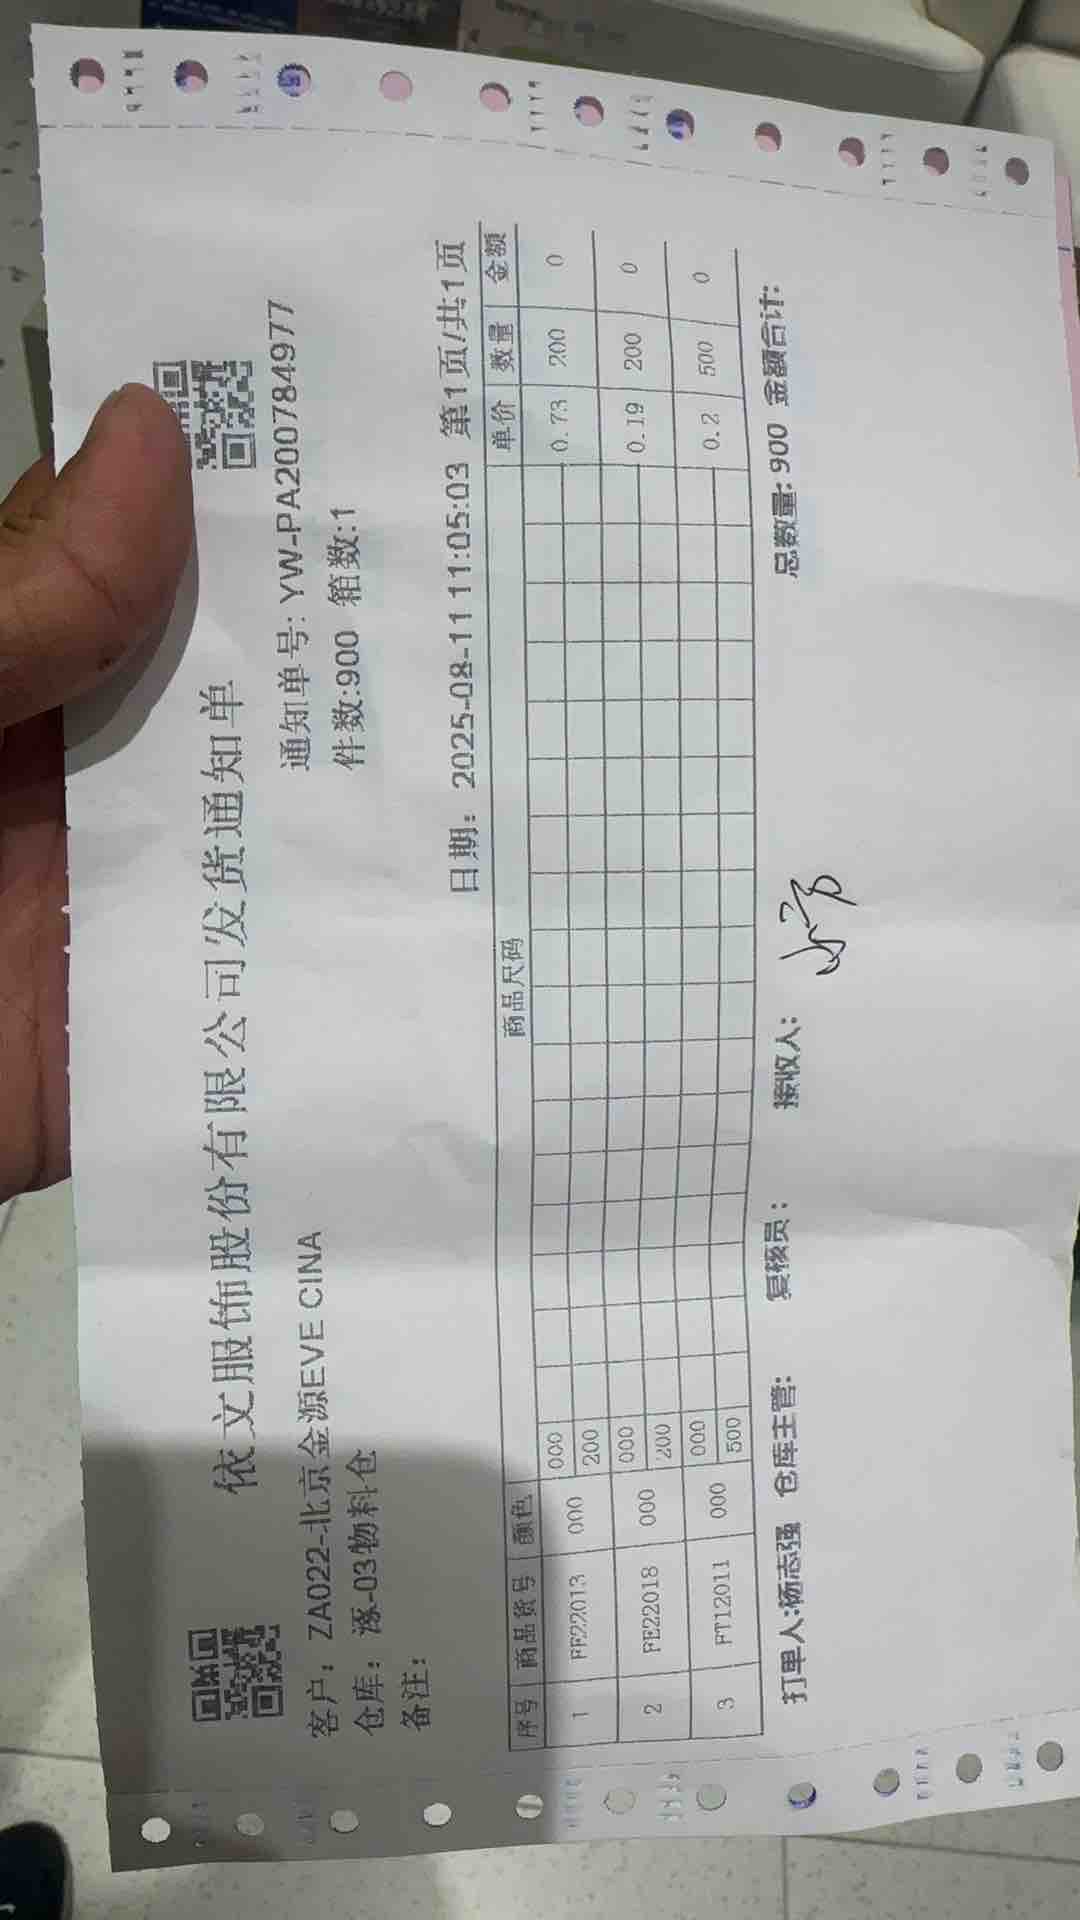 依文服饰股份有限公司发货通知单
客户: ZA022-北京金源EVE CINA
通知单号: YW-PA200784977
仓库: 涿-03物料仓
件数:900 箱数:1
备注:
日期: 2025-08-11 11:05:03 第1页/共1页
序号 商品货号 颜色 商品尺码 单价 数量 金额
1 FE22013 000 000 0.73 200 0
200
2 FE22018 000 000 0.19 200 0
200
3 FT12011 000 000 0.2 500 0
500
打单人:杨志强 仓库主管: 复核员: 接收人: 总数量: 900 金额合计: